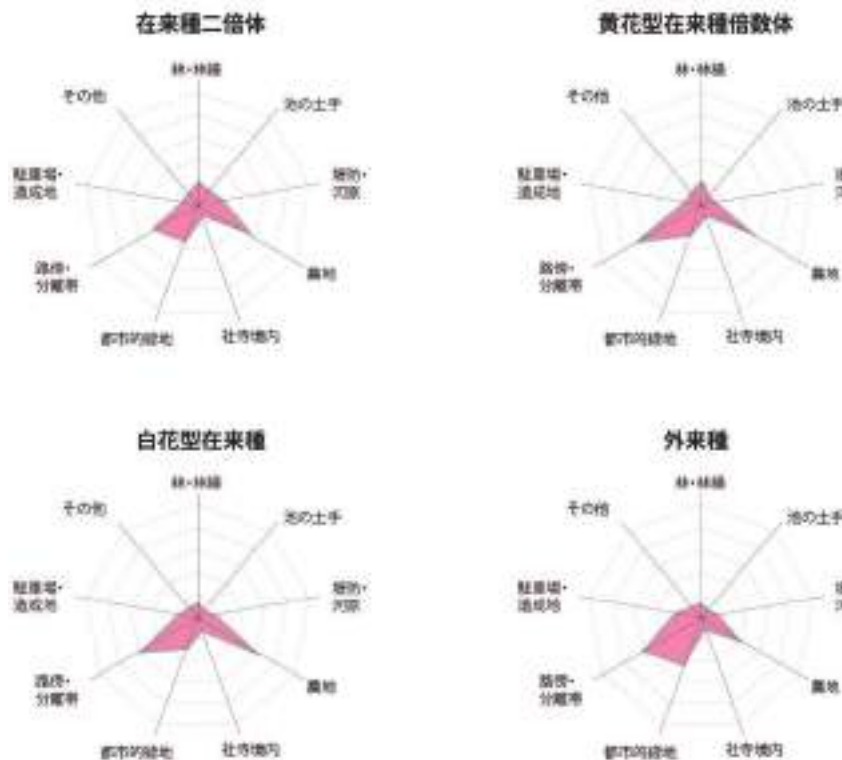 在来種二倍体
林・林縁
その他
池の土手
駐車場・
造成地
堤防・
河原
路傍・
分離帯
農地
都市的緑地
社寺境内
黄花型在来種倍数体
林・林縁
その他
池の土手
駐車場・
造成地
路傍・
分離帯
農地
都市的緑地
社寺境内
白花型在来種
林・林縁
その他
池の土手
駐車場・
造成地
堤防・
河原
路傍・
分離帯
農地
都市的緑地
社寺境内
外来種
林・林縁
その他
池の土手
駐車場・
造成地
路傍・
分離帯
農地
都市的緑地
社寺境内